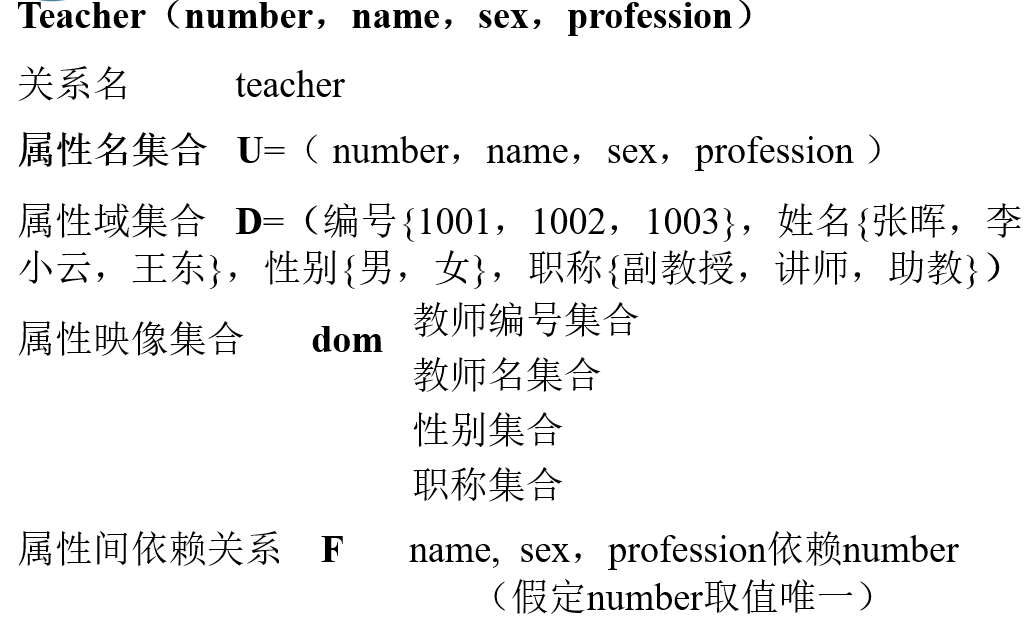 Teacher（number，name，sex，profession）
关系名 teacher
属性名集合 U=（ number，name，sex，profession ）
属性域集合 D=（编号{1001，1002，1003}，姓名{张晖，李
小云，王东}，性别{男，女}，职称{副教授，讲师，助教}）
属性映像集合 dom 教师编号集合
教师名集合
性别集合
职称集合
属性间依赖关系 F name, sex，profession依赖number
（假定number取值唯一）